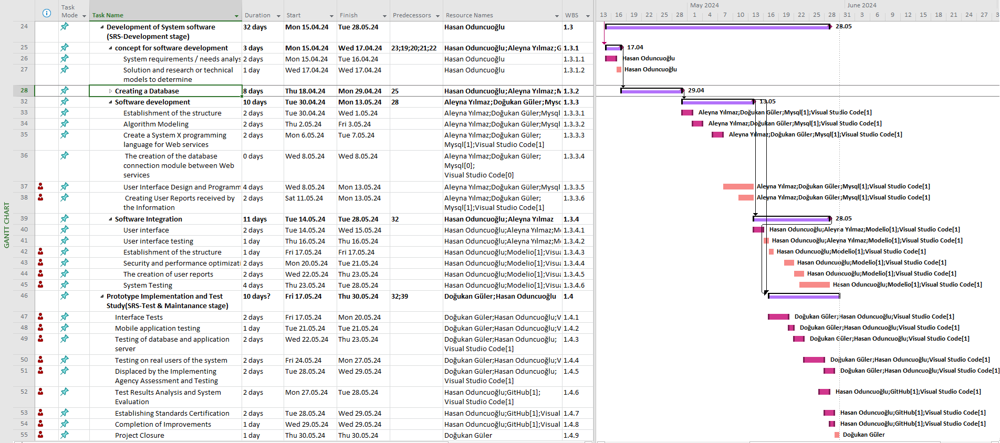 May 2024 June 2024
Task Mode Task Name Duration Start Finish Predecessors Resource Names WBS 13 16 19 22 25 28 1 4 7 10 13 16 19 22 25 28 31 3 6 9 12 15 18 21 24 27 3
24 Development of System software 32 days Mon 15.04.24 Tue 28.05.24 Hasan Oduncuoğlu 1.3 28.05
(SRS-Development stage)
25 concept for software development 3 days Mon 15.04.24 Wed 17.04.24 23;19;20;21;22 Hasan Oduncuoğlu;Aleyna Yılmaz;G 1.3.1 17.04
26 System requirements / needs analys 2 days Mon 15.04.24 Tue 16.04.24 Hasan Oduncuoğlu 1.3.1.1 Hasan Oduncuoğlu
27 Solution and research or technical 1 day Wed 17.04.24 Wed 17.04.24 Hasan Oduncuoğlu 1.3.1.2 Hasan Oduncuoğlu
models to determine
28 Creating a Database 8 days Thu 18.04.24 Mon 29.04.24 25 Hasan Oduncuoğlu;Aleyna Yılmaz;M 1.3.2 29.04
32 Software development 10 days Tue 30.04.24 Mon 13.05.24 28 Aleyna Yılmaz;Doğukan Güler;Mysq 1.3.3 13.05
33 Establishment of the structure 2 days Tue 30.04.24 Wed 1.05.24 Aleyna Yılmaz;Doğukan Güler;Mysql 1.3.3.1 Aleyna Yılmaz;Doğukan Güler;Mysql[1];Visual Studio Code[1]
34 Algorithm Modeling 2 days Thu 2.05.24 Fri 3.05.24 Aleyna Yılmaz;Doğukan Güler;Mysql 1.3.3.2 Aleyna Yılmaz;Doğukan Güler;Mysql[1];Visual Studio Code[1]
35 Create a System X programming 2 days Mon 6.05.24 Tue 7.05.24 Aleyna Yılmaz;Doğukan Güler; 1.3.3.3 Aleyna Yılmaz;Doğukan Güler;Mysql[1];Visual Studio Code[1]
language for Web services Mysql[1];Visual Studio Code[1]
36 The creation of the database 0 days Wed 8.05.24 Wed 8.05.24 Aleyna Yılmaz;Doğukan Güler; 1.3.3.4
connection module between Web Mysql[0];
services Visual Studio Code[0]
37 User Interface Design and Programm 4 days Wed 8.05.24 Mon 13.05.24 Aleyna Yılmaz;Doğukan Güler;Mysql 1.3.3.5 Aleyna Yılmaz;Doğukan Güler;Mysql[1];Visual Studio Code[1]
38 Creating User Reports received by 2 days Sat 11.05.24 Mon 13.05.24 Aleyna Yılmaz;Doğukan Güler; 1.3.3.6 Aleyna Yılmaz;Doğukan Güler;Mysql[1];Visual Studio Code[1]
the Information Mysql[1];Visual Studio Code[1]
GANTT CHART
39 Software Integration 11 days Tue 14.05.24 Tue 28.05.24 32 Hasan Oduncuoğlu;Aleyna Yılmaz 1.3.4 28.05
40 User interface 2 days Tue 14.05.24 Wed 15.05.24 Hasan Oduncuoğlu;Aleyna Yılmaz;Mo 1.3.4.1 Hasan Oduncuoğlu;Aleyna Yılmaz;Modelio[1];Visual Studio Code[1]
41 User interface testing 1 day Thu 16.05.24 Thu 16.05.24 Hasan Oduncuoğlu;Aleyna Yılmaz;Mo 1.3.4.2 Hasan Oduncuoğlu;Aleyna Yılmaz;Modelio[1];Visual Studio Code[1]
42 Establishment of the structure 1 day Fri 17.05.24 Fri 17.05.24 Hasan Oduncuoğlu;Modelio[1];Visua 1.3.4.3 Hasan Oduncuoğlu;Modelio[1];Visual Studio Code[1]
43 Security and performance optimizati 2 days Mon 20.05.24 Tue 21.05.24 Hasan Oduncuoğlu;Modelio[1];Visua 1.3.4.4 Hasan Oduncuoğlu;Modelio[1];Visual Studio Code[1]
44 The creation of user reports 2 days Wed 22.05.24 Thu 23.05.24 Hasan Oduncuoğlu;Modelio[1];Visua 1.3.4.5 Hasan Oduncuoğlu;Modelio[1];Visual Studio Code[1]
45 System Testing 4 days Thu 23.05.24 Tue 28.05.24 Hasan Oduncuoğlu;Modelio[1];Visua 1.3.4.6 Hasan Oduncuoğlu;Modelio[1];Visual Studio Code[1]
46 Prototype Implementation and Test 10 days? Fri 17.05.24 Thu 30.05.24 32;39 Doğukan Güler;Hasan Oduncuoğlu 1.4
Study(SRS-Test & Maintanance stage)
47 Interface Tests 2 days Fri 17.05.24 Mon 20.05.24 Doğukan Güler;Hasan Oduncuoğlu;V 1.4.1 Doğukan Güler;Hasan Oduncuoğlu;Visual Studio Code[1]
48 Mobile application testing 1 day Tue 21.05.24 Tue 21.05.24 Doğukan Güler;Hasan Oduncuoğlu;V 1.4.2 Doğukan Güler;Hasan Oduncuoğlu;Visual Studio Code[1]
49 Testing of database and application 2 days Wed 22.05.24 Thu 23.05.24 Doğukan Güler;Hasan Oduncuoğlu; 1.4.3 Doğukan Güler;Hasan Oduncuoğlu;Visual Studio Code[1]
server Visual Studio Code[1]
50 Testing on real users of the system 2 days Fri 24.05.24 Mon 27.05.24 Doğukan Güler;Hasan Oduncuoğlu;V 1.4.4 Doğukan Güler;Hasan Oduncuoğlu;Visual Studio Code[1]
51 Displaced by the Implementing 2 days Tue 28.05.24 Wed 29.05.24 Doğukan Güler;Hasan Oduncuoğlu; 1.4.5 Doğukan Güler;Hasan Oduncuoğlu;Visual Studio Code[1]
Agency Assessment and Testing Visual Studio Code[1]
52 Test Results Analysis and System 2 days Mon 27.05.24 Tue 28.05.24 Hasan Oduncuoğlu;GitHub[1]; 1.4.6 Hasan Oduncuoğlu;GitHub[1];Visual Studio Code[1]
Evaluation Visual Studio Code[1]
53 Establishing Standards Certification 2 days Tue 28.05.24 Wed 29.05.24 Hasan Oduncuoğlu;GitHub[1];Visual 1.4.7 Hasan Oduncuoğlu;GitHub[1];Visual Studio Code[1]
54 Completion of Improvements 1 day Wed 29.05.24 Wed 29.05.24 Hasan Oduncuoğlu;GitHub[1];Visual 1.4.8 Hasan Oduncuoğlu;GitHub[1];Visual Studio Code[1]
55 Project Closure 1 day Thu 30.05.24 Thu 30.05.24 Doğukan Güler 1.4.9 Doğukan Güler